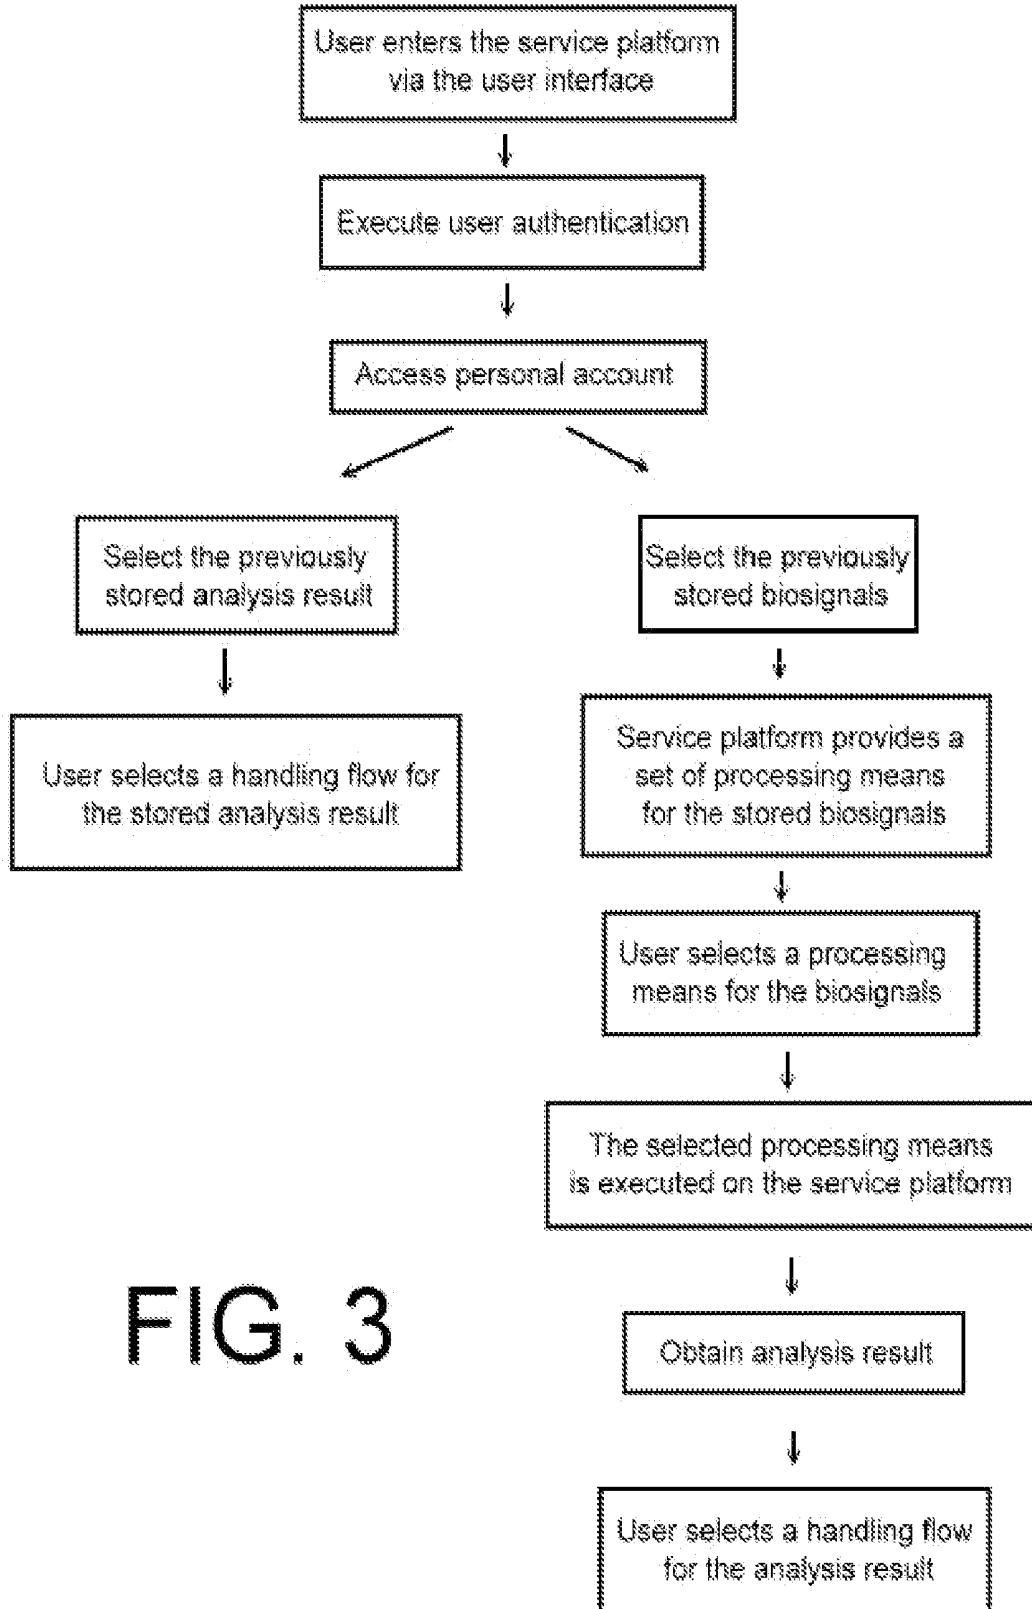 User enters the service platform
via the user interface
Execute user authentication
Access personal account
Select the previously
stored analysis result
User selects a handling flow for
the stored analysis result
Select the previously
stored biosignals
Service platform provides a
set of processing means
for the stored biosignals
User selects a processing
means for the biosignals
The selected processing means
is executed on the service platform
Obtain analysis result
User selects a handling flow
for the analysis result
FIG. 3